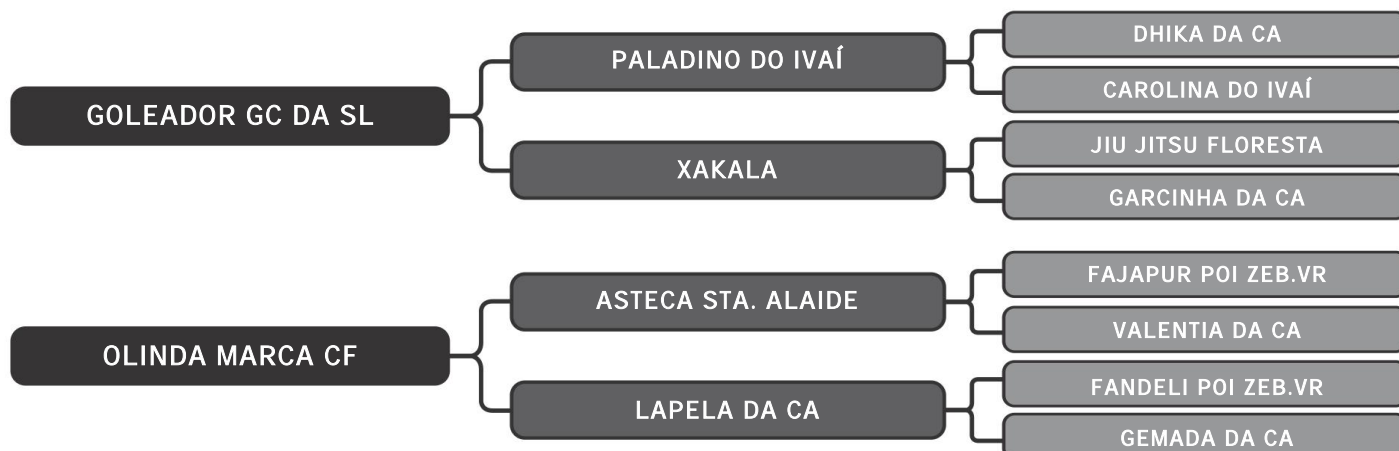 GOLEADOR GC DA SL
PALADINO DO IVAÍ
DHIKA DA CA
CAROLINA DO IVAÍ
XAKALA
JIU JITSU FLORESTA
GARCINHA DA CA
OLINDA MARCA CF
ASTECA STA. ALAIDE
FAJAPUR POI ZEB.VR
VALENTIA DA CA
LAPELA DA CA
FANDELI POI ZEB.VR
GEMADA DA CA